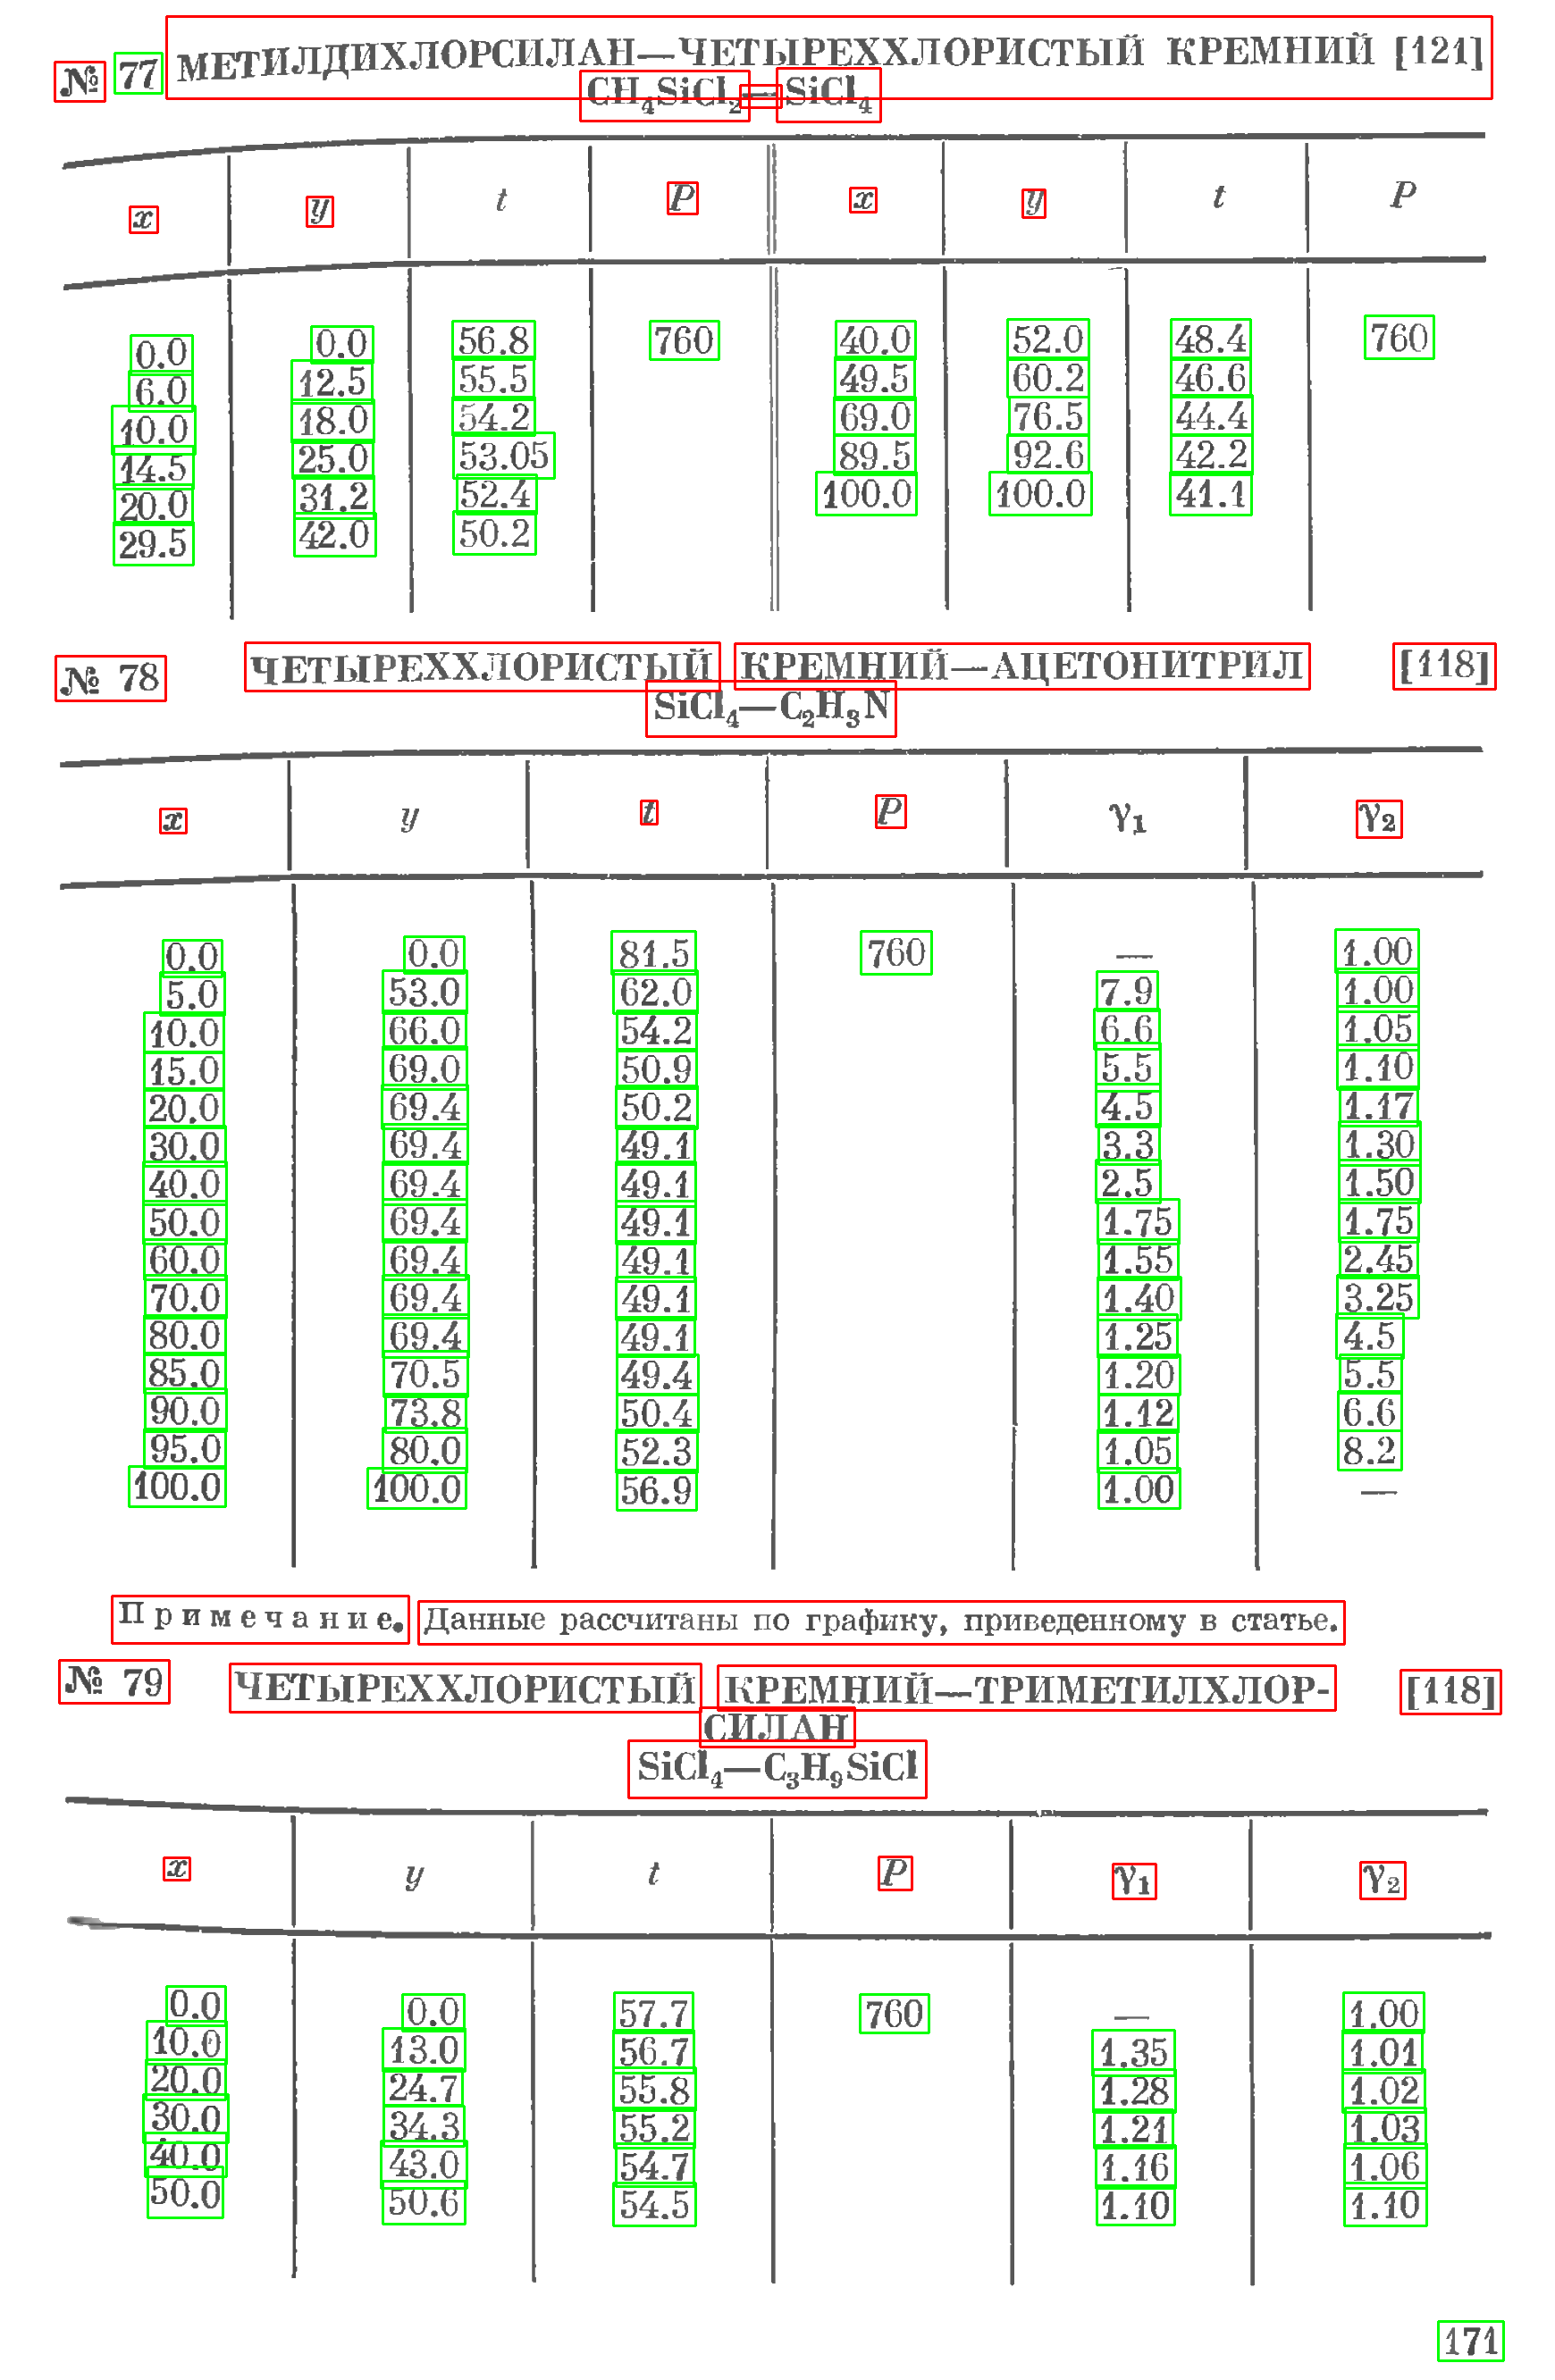 № 77 МЕТИЛДИХЛОРСИЛАН—ЧЕТЫРЕХХЛОРИСТЫЙ КРЕМНИЙ [121]
CH₄SiCl₂—SiCl₄
x y t P x y t P
0.0 0.0 56.8 760 40.0 52.0 48.4 760
6.0 12.5 55.5 49.5 60.2 46.6
10.0 18.0 54.2 69.0 76.5 44.4
14.5 25.0 53.05 89.5 92.6 42.2
20.0 31.2 52.4 100.0 100.0 41.1
29.5 42.0 50.2
№ 78 ЧЕТЫРЕХХЛОРИСТЫЙ КРЕМНИЙ—АЦЕТОНИТРИЛ [118]
SiCl₄—C₂H₃N
x y t P γ₁ γ₂
0.0 0.0 81.5 760 — 1.00
5.0 53.0 62.0 7.9 1.00
10.0 66.0 54.2 6.6 1.05
15.0 69.0 50.9 5.5 1.10
20.0 69.4 50.2 4.5 1.17
30.0 69.4 49.1 3.3 1.30
40.0 69.4 49.1 2.5 1.50
50.0 69.4 49.1 1.75 1.75
60.0 69.4 49.1 1.55 2.45
70.0 69.4 49.1 1.40 3.25
80.0 69.4 49.1 1.25 4.5
85.0 70.5 49.4 1.20 5.5
90.0 73.8 50.4 1.12 6.6
95.0 80.0 52.3 1.05 8.2
100.0 100.0 56.9 1.00 —
Примечание. Данные рассчитаны по графику, приведенному в статье.
№ 79 ЧЕТЫРЕХХЛОРИСТЫЙ КРЕМНИЙ—ТРИМЕТИЛХЛОР- [118]
СИЛАН
SiCl₄—C₃H₉SiCl
x y t P γ₁ γ₂
0.0 0.0 57.7 760 — 1.00
10.0 13.0 56.7 1.35 1.01
20.0 24.7 55.8 1.28 1.02
30.0 34.3 55.2 1.21 1.03
40.0 43.0 54.7 1.16 1.06
50.0 50.6 54.5 1.10 1.10
171